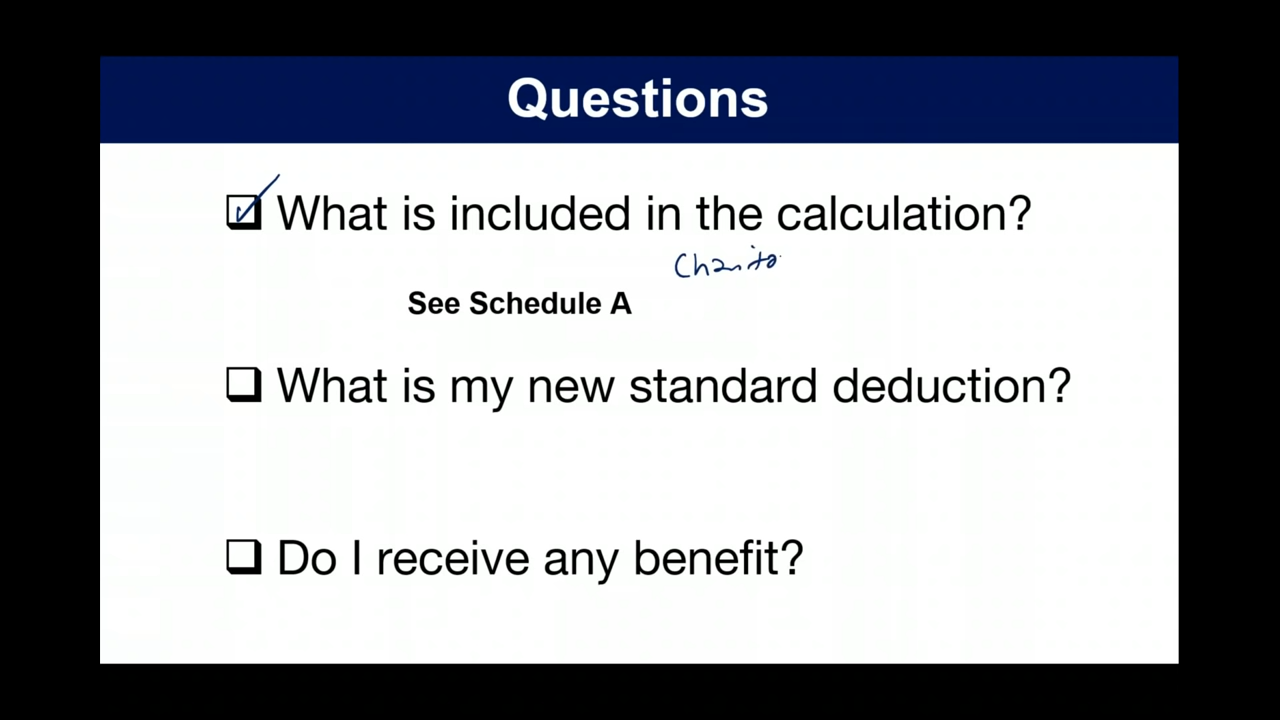 Questions
What is included in the calculation?
Charita
See Schedule A
What is my new standard deduction?
Do I receive any benefit?